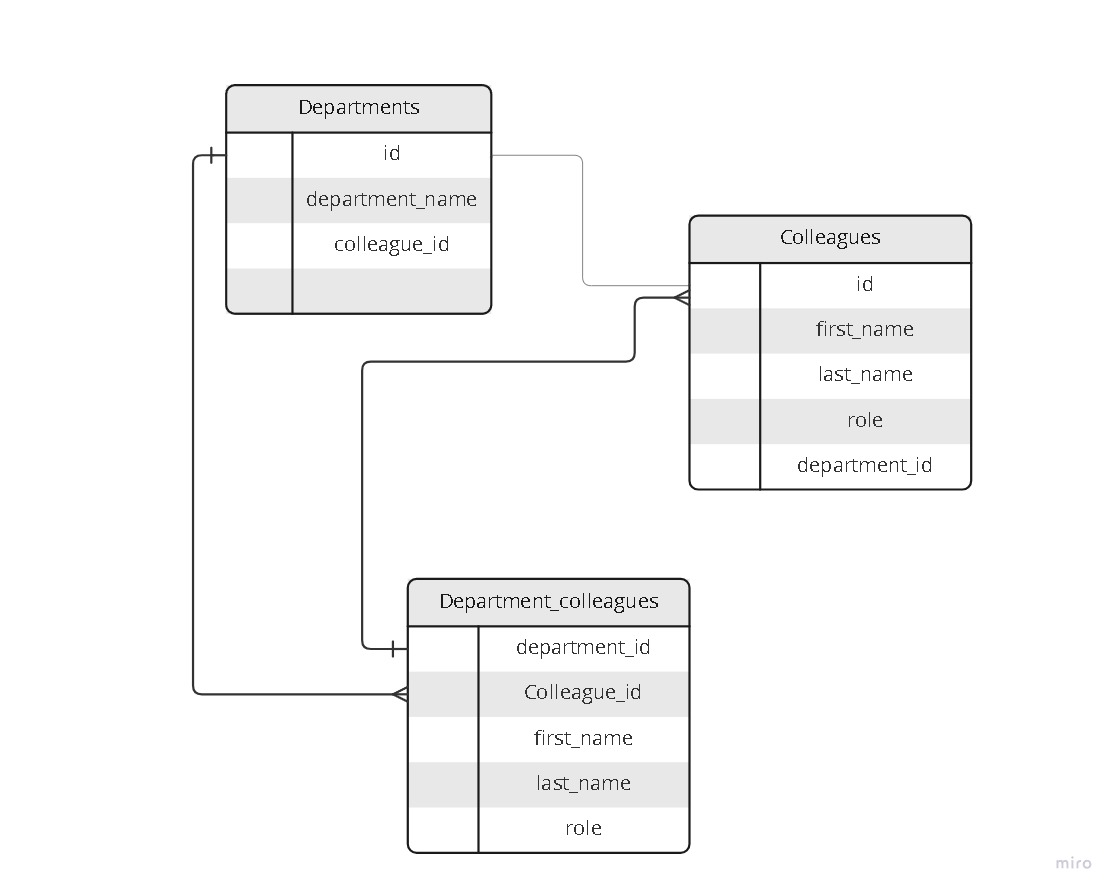 Departments
id
department_name
colleague_id
Colleagues
id
first_name
last_name
role
department_id
Department_colleagues
department_id
Colleague_id
first_name
last_name
role
miro